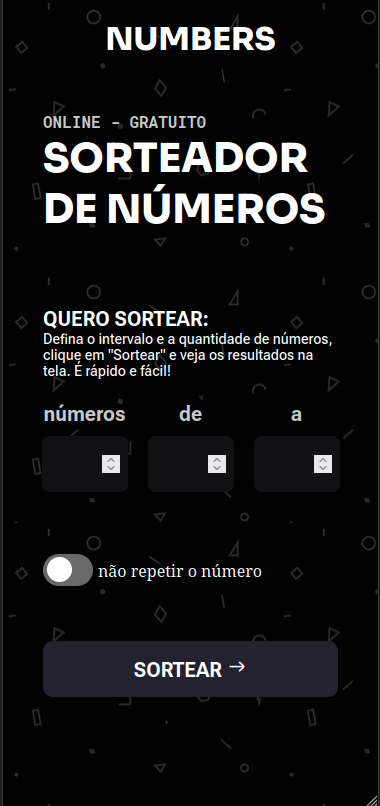 NUMBERS
ONLINE - GRATUITO
SORTEADOR
DE NÚMEROS
QUERO SORTEAR:
Defina o intervalo e a quantidade de números,
clique em "Sortear" e veja os resultados na
tela. É rápido e fácil!
números de a
não repetir o número
SORTEAR →